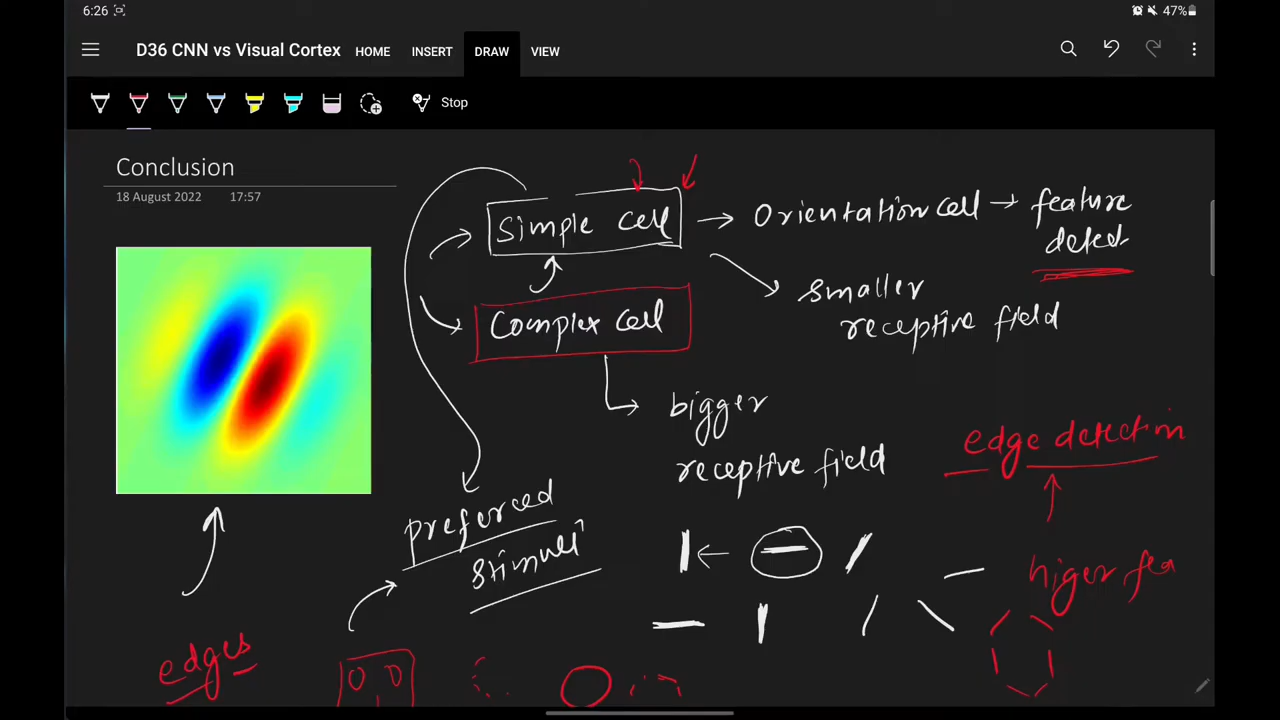 6:26
47%
D36 CNN vs Visual Cortex
HOME
INSERT
DRAW
VIEW
Stop
Conclusion
18 August 2022 17:57
Simple cell
Orientation cell
feature
detect
smaller
receptive field
Complex cell
bigger
receptive field
edge detection
preferred
stimuli
higer fea
edges